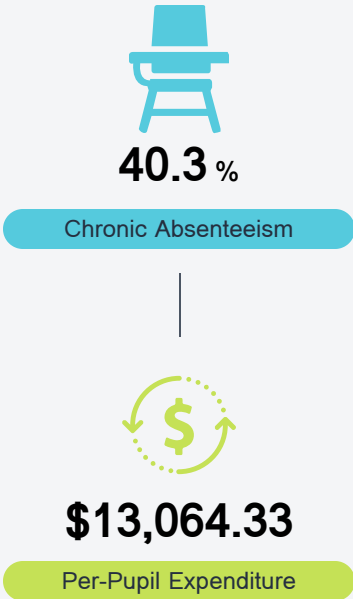 40.3 %
Chronic Absenteeism
$
$13,064.33
Per-Pupil Expenditure